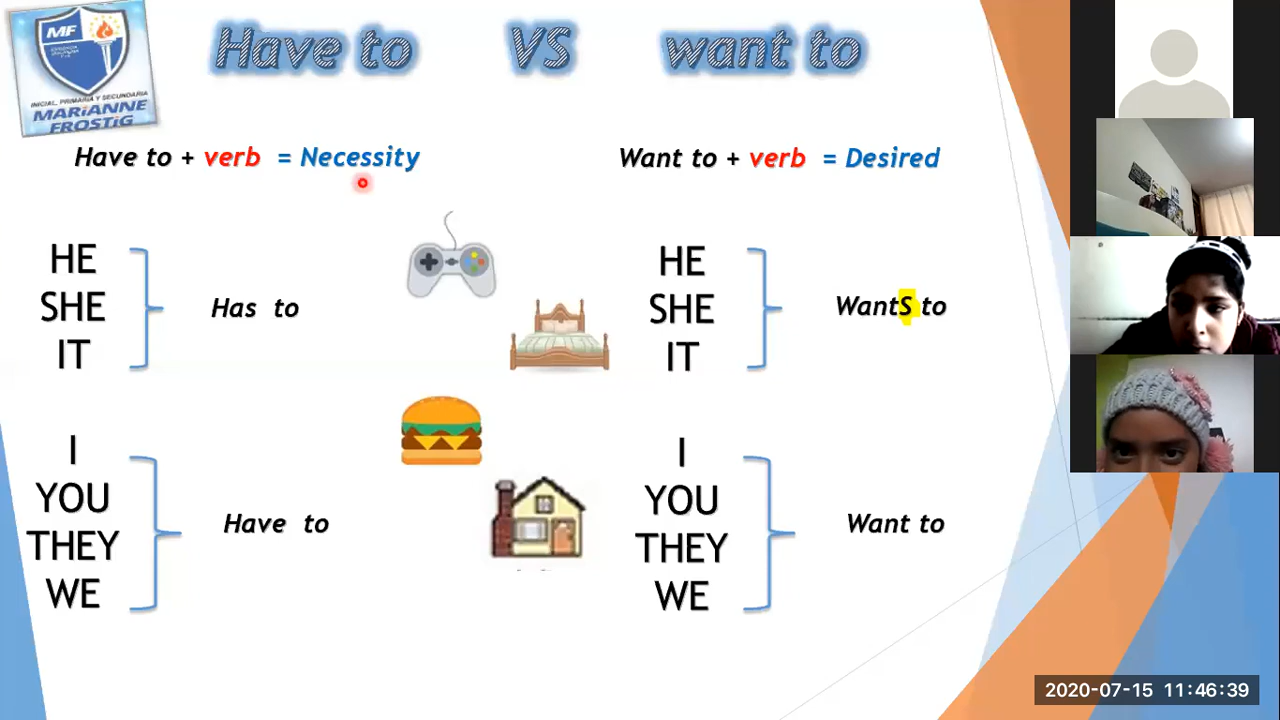 MF
INICIAL, PRIMARIA Y SECUNDARIA
MARIANNE
FROSTIG
Have to VS want to
Have to + verb = Necessity
Want to + verb = Desired
HE
SHE
IT
Has to
HE
SHE
IT
WantS to
I
YOU
THEY
WE
Have to
I
YOU
THEY
WE
Want to
2020-07-15 11:46:39